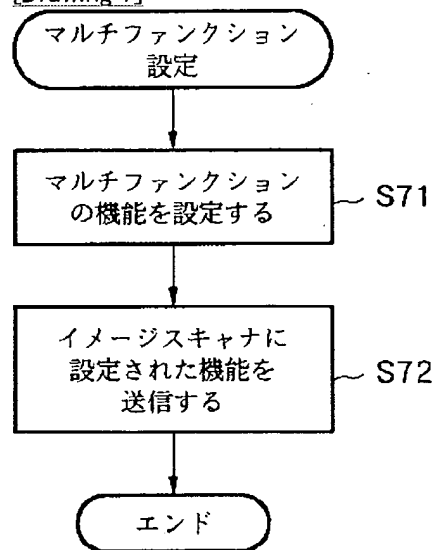 マルチファンクション
設定
マルチファンクション
の機能を設定する
S71
イメージスキャナに
設定された機能を
送信する
S72
エンド